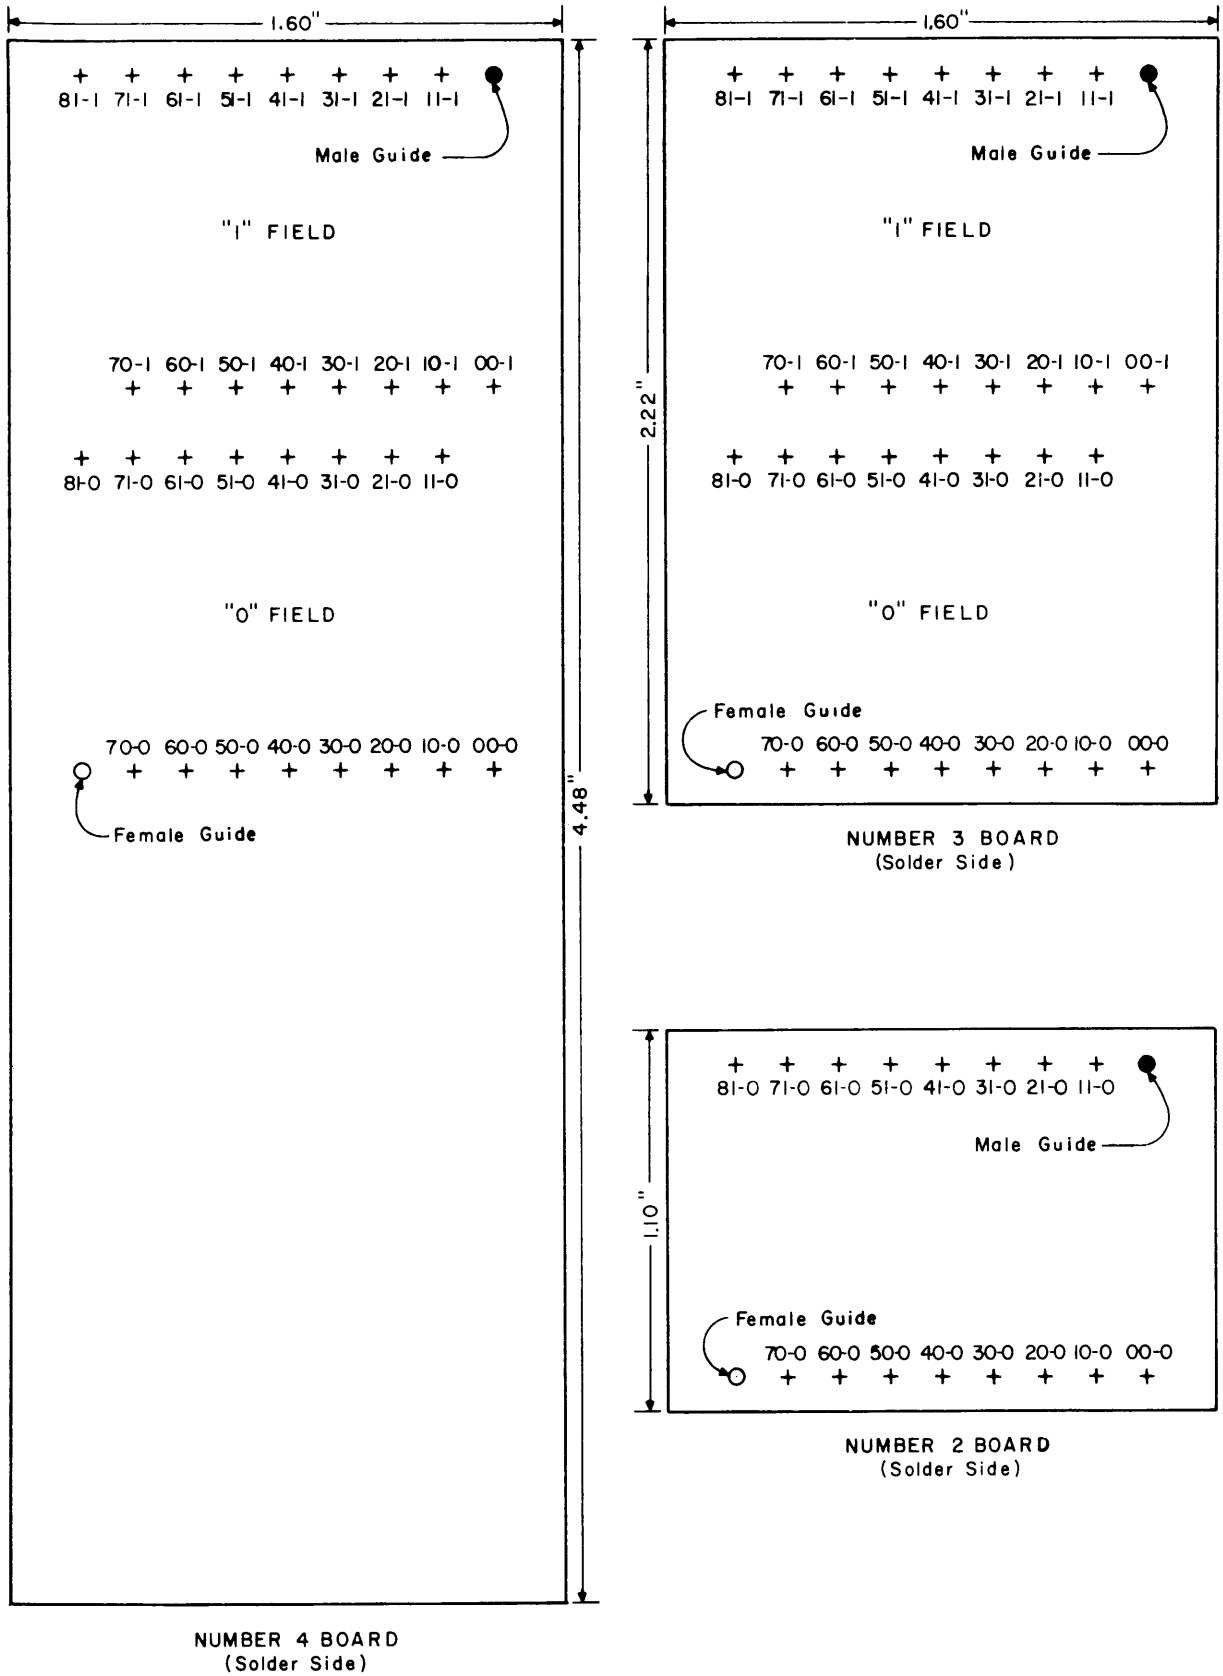 1.60"
81-1 71-1 61-1 51-1 41-1 31-1 21-1 11-1
Male Guide
"1" FIELD
70-1 60-1 50-1 40-1 30-1 20-1 10-1 00-1
81-0 71-0 61-0 51-0 41-0 31-0 21-0 11-0
"0" FIELD
70-0 60-0 50-0 40-0 30-0 20-0 10-0 00-0
Female Guide
4.48"
NUMBER 4 BOARD
(Solder Side)
1.60"
81-1 71-1 61-1 51-1 41-1 31-1 21-1 11-1
Male Guide
"1" FIELD
70-1 60-1 50-1 40-1 30-1 20-1 10-1 00-1
2.22"
81-0 71-0 61-0 51-0 41-0 31-0 21-0 11-0
"0" FIELD
Female Guide
70-0 60-0 50-0 40-0 30-0 20-0 10-0 00-0
NUMBER 3 BOARD
(Solder Side)
81-0 71-0 61-0 51-0 41-0 31-0 21-0 11-0
Male Guide
1.10"
Female Guide
70-0 60-0 50-0 40-0 30-0 20-0 10-0 00-0
NUMBER 2 BOARD
(Solder Side)